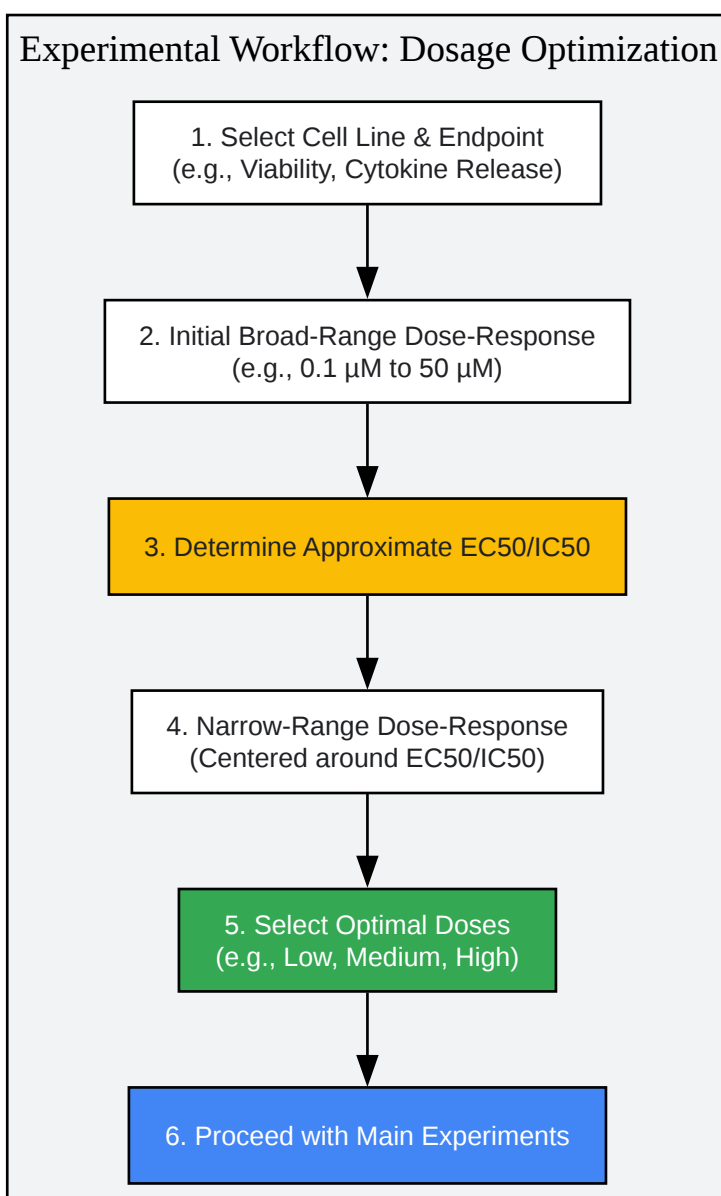 Experimental Workflow: Dosage Optimization
1. Select Cell Line & Endpoint
(e.g., Viability, Cytokine Release)
2. Initial Broad-Range Dose-Response
(e.g., 0.1 µM to 50 µM)
3. Determine Approximate EC50/IC50
4. Narrow-Range Dose-Response
(Centered around EC50/IC50)
5. Select Optimal Doses
(e.g., Low, Medium, High)
6. Proceed with Main Experiments